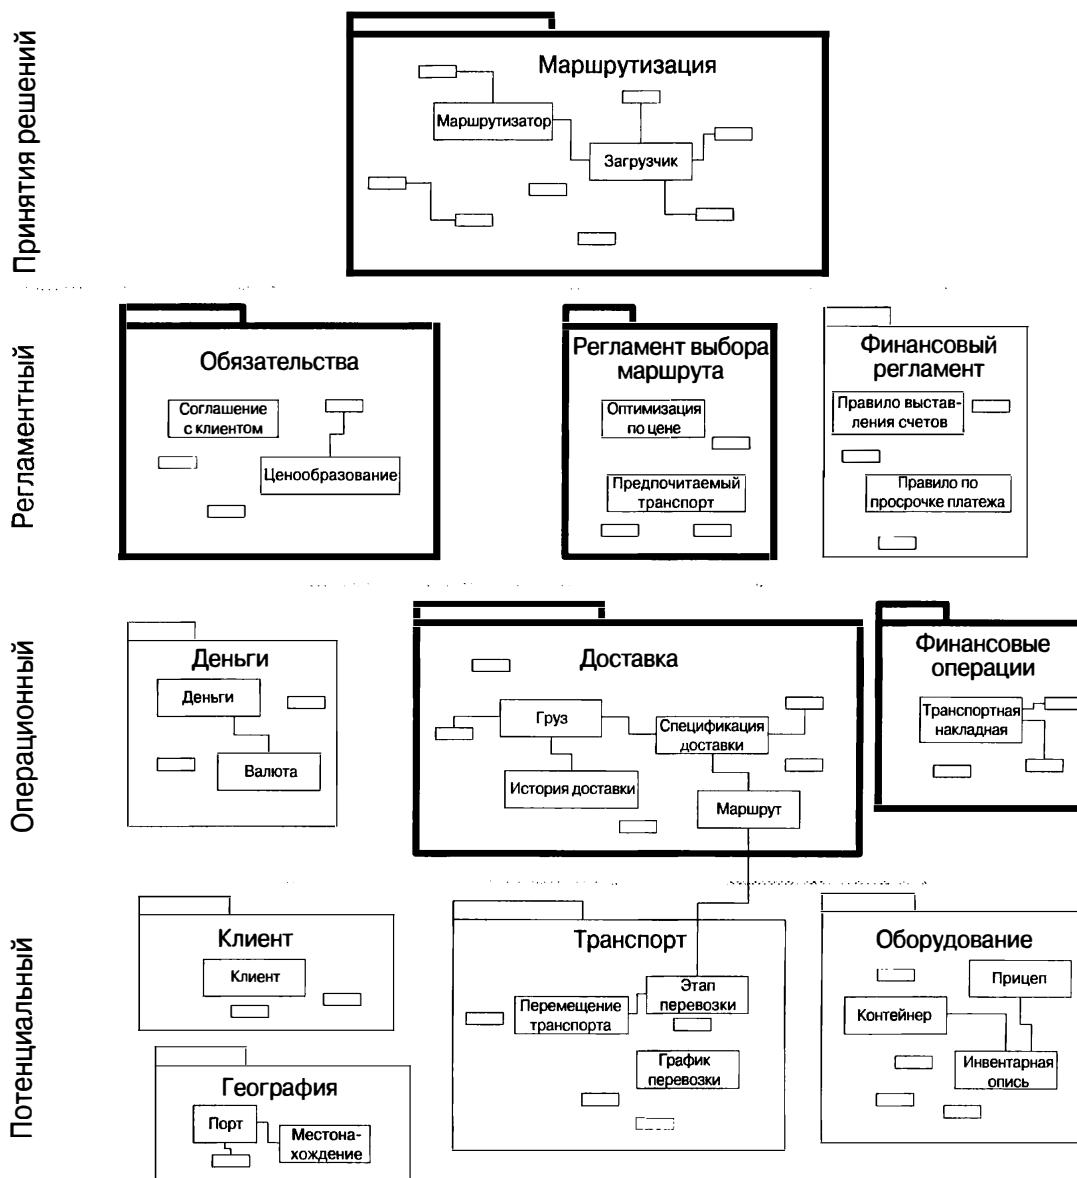 Принятия решений
Маршрутизация
Маршрутизатор
Загрузчик
Регламентный
Обязательства
Соглашение
с клиентом
Ценообразование
Регламент выбора
маршрута
Оптимизация
по цене
Предпочитаемый
транспорт
Финансовый
регламент
Правило выстав-
ления счетов
Правило по
просрочке платежа
Операционный
Деньги
Деньги
Валюта
Доставка
Груз
Спецификация
доставки
История доставки
Маршрут
Финансовые
операции
Транспортная
накладная
Потенциальный
Клиент
Клиент
География
Порт
Местона-
хождение
Транспорт
Этап
перевозки
Перемещение
транспорта
График
перевозки
Оборудование
Прицеп
Контейнер
Инвентарная
опись